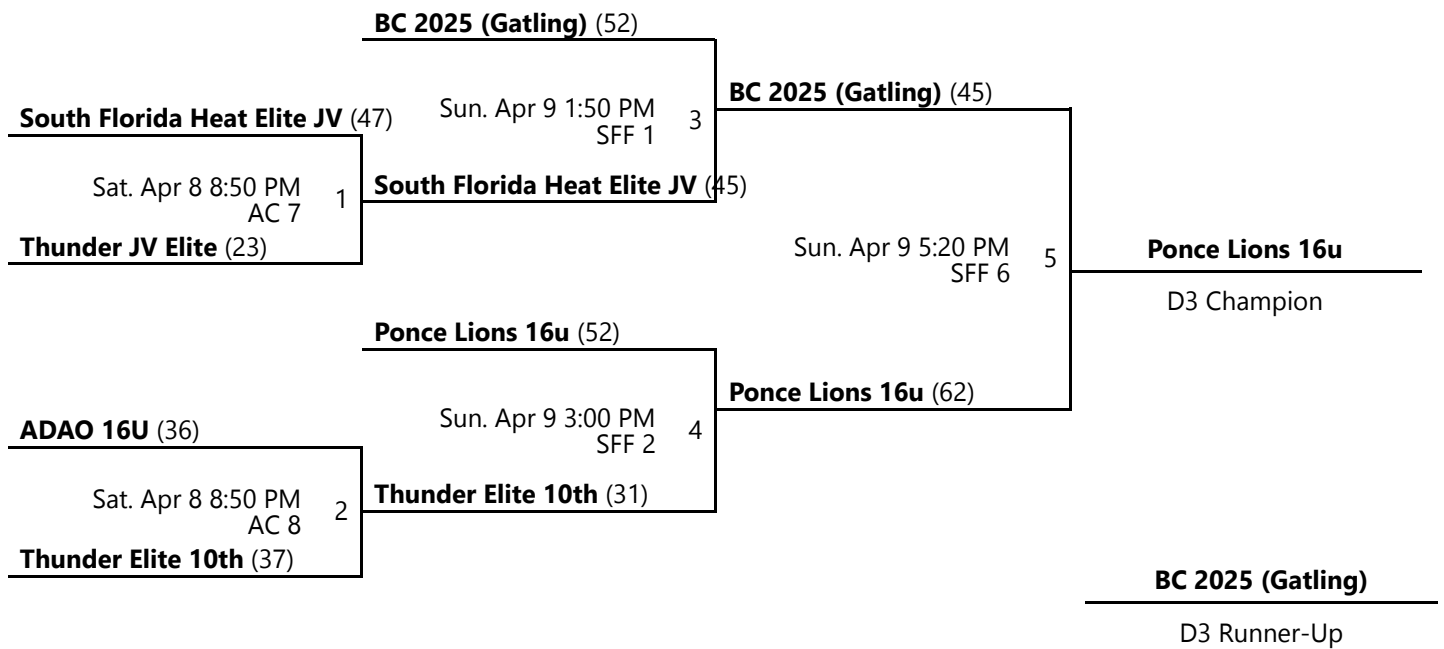 BC 2025 (Gatling) (52)
BC 2025 (Gatling) (45)
South Florida Heat Elite JV (47)
Sun. Apr 9 1:50 PM
SFF 1
3
Sat. Apr 8 8:50 PM
AC 7
1
South Florida Heat Elite JV (45)
Thunder JV Elite (23)
Sun. Apr 9 5:20 PM
SFF 6
5
Ponce Lions 16u
D3 Champion
Ponce Lions 16u (52)
Ponce Lions 16u (62)
ADAO 16U (36)
Sun. Apr 9 3:00 PM
SFF 2
4
Sat. Apr 8 8:50 PM
AC 8
2
Thunder Elite 10th (31)
Thunder Elite 10th (37)
BC 2025 (Gatling)
D3 Runner-Up